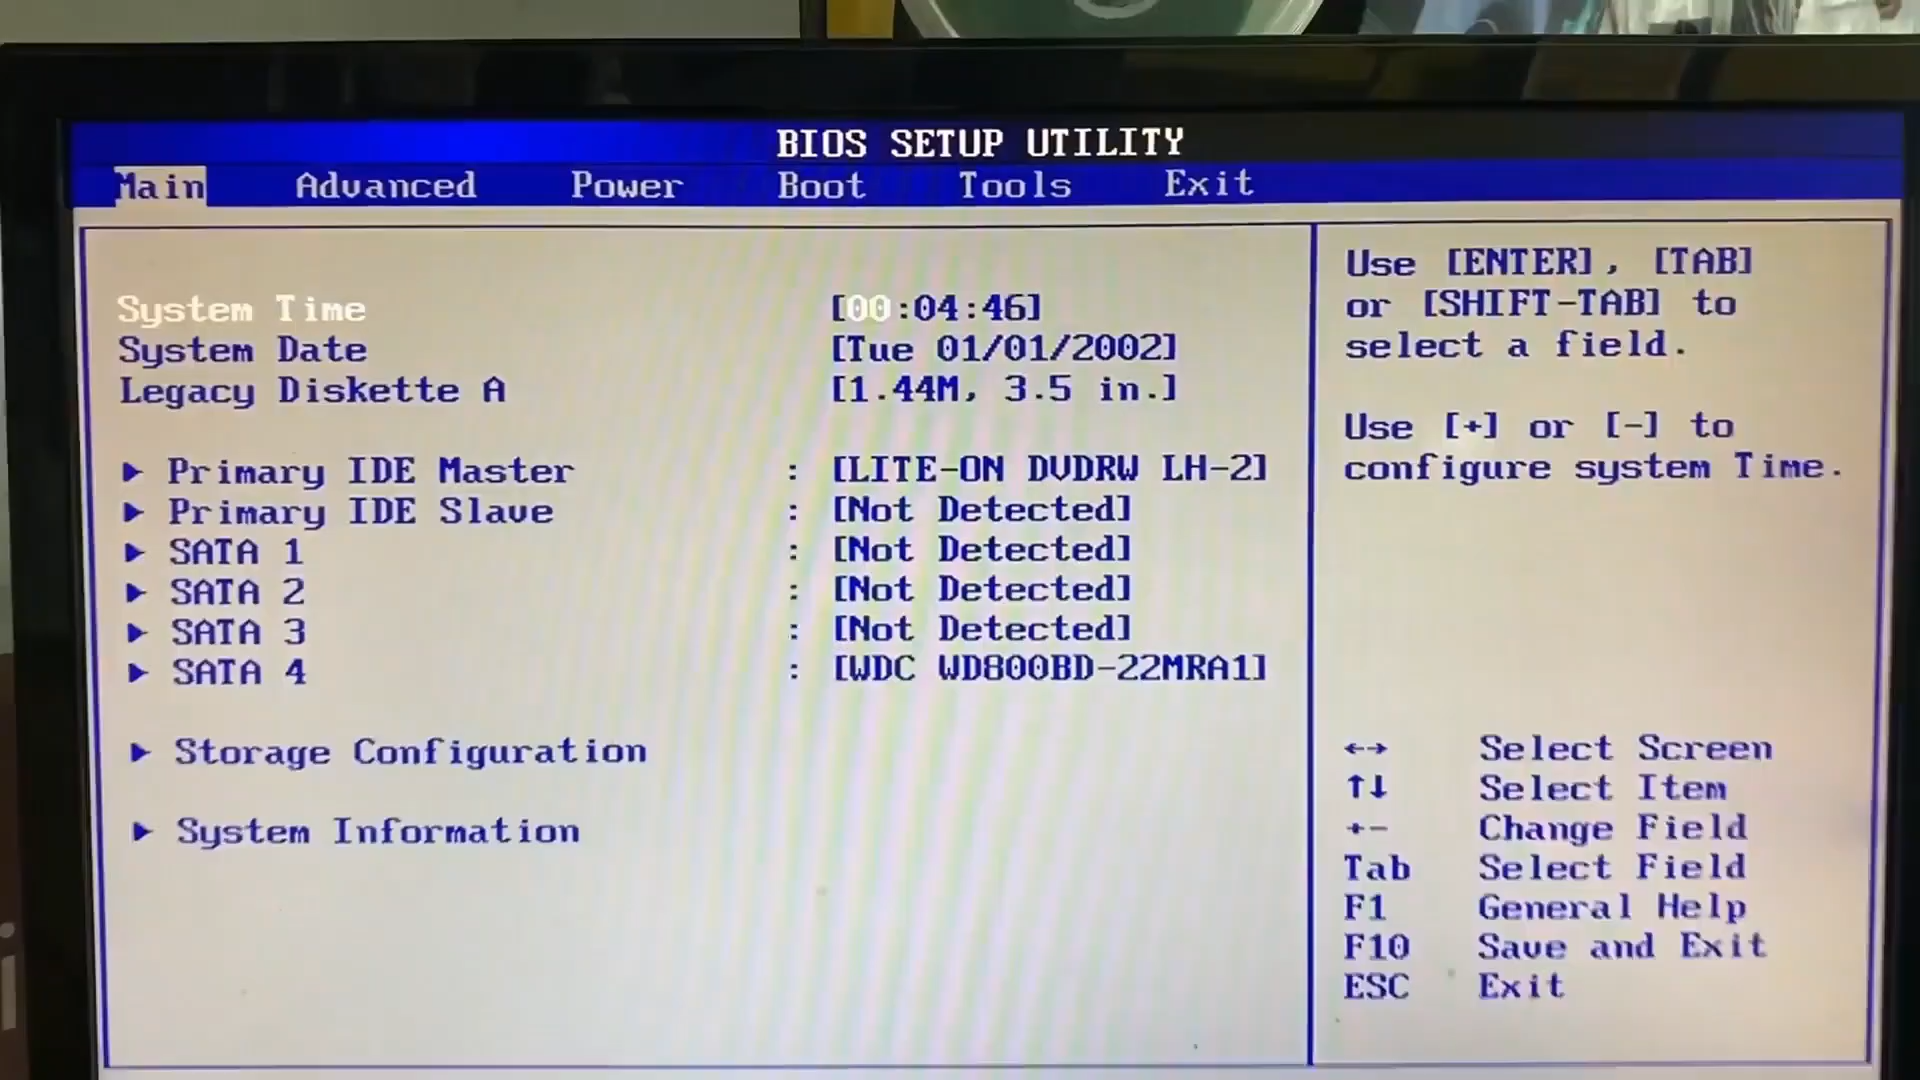 BIOS SETUP UTILITY
Main Advanced Power Boot Tools Exit
System Time [00:04:46]
System Date [Tue 01/01/2002]
Legacy Diskette A [1.44M, 3.5 in.]
▶ Primary IDE Master : [LITE-ON DVDRW LH-2]
▶ Primary IDE Slave : [Not Detected]
▶ SATA 1 : [Not Detected]
▶ SATA 2 : [Not Detected]
▶ SATA 3 : [Not Detected]
▶ SATA 4 : [WDC WD800BD-22MRA1]
▶ Storage Configuration
▶ System Information
Use [ENTER], [TAB]
or [SHIFT-TAB] to
select a field.
Use [+] or [-] to
configure system Time.
←→ Select Screen
↑↓ Select Item
+- Change Field
Tab Select Field
F1 General Help
F10 Save and Exit
ESC Exit